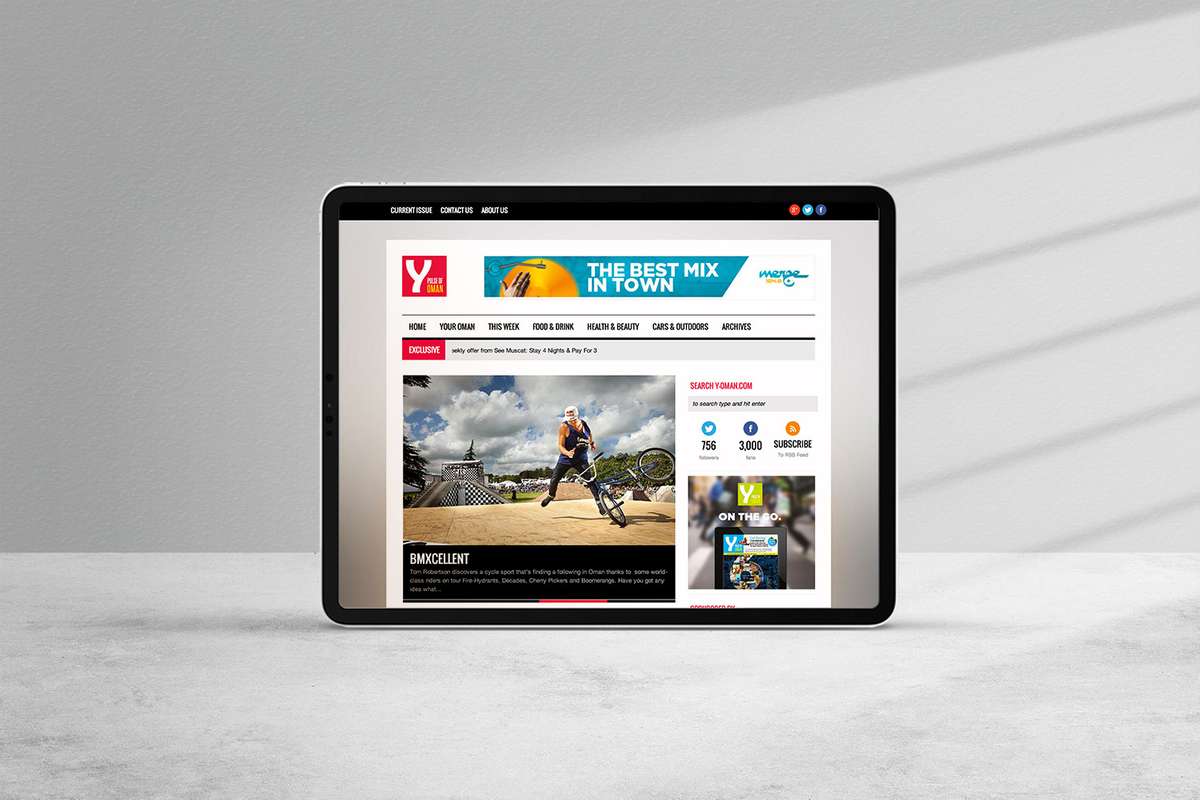 CURRENT ISSUE CONTACT US ABOUT US
Y
PULSE OF
OMAN
THE BEST MIX
IN TOWN
merge
HOME YOUR OMAN THIS WEEK FOOD & DRINK HEALTH & BEAUTY CARS & OUTDOORS ARCHIVES
EXCLUSIVE eekly offer from See Muscat: Stay 4 Nights & Pay For 3
SEARCH Y-OMAN.COM
to search type and hit enter
756 3,000 SUBSCRIBE
followers fans To RSS Feed
Y
ON THE GO.
Y
BMXCELLENT
Tom Robertson discovers a cycle sport that's finding a following in Oman thanks to some world-
class riders on tour Fire-Hydrants, Decades, Cherry Pickers and Boomerangs. Have you got any
idea what...
SPONSORED BY